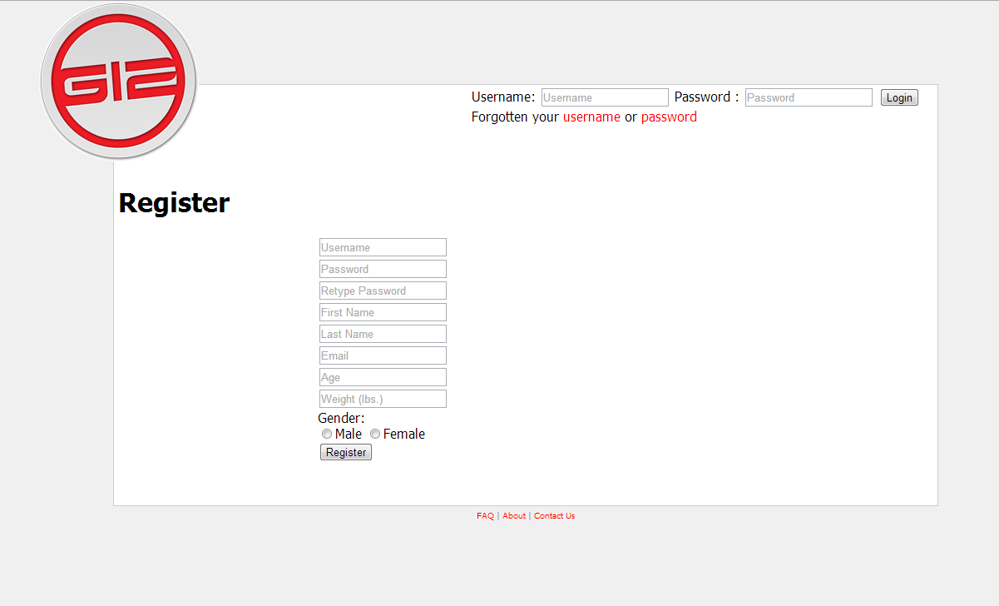 G12
Username: Username Password : Password Login
Forgotten your username or password
Register
Username
Password
Retype Password
First Name
Last Name
Email
Age
Weight (lbs.)
Gender:
Male Female
Register
FAQ | About | Contact Us